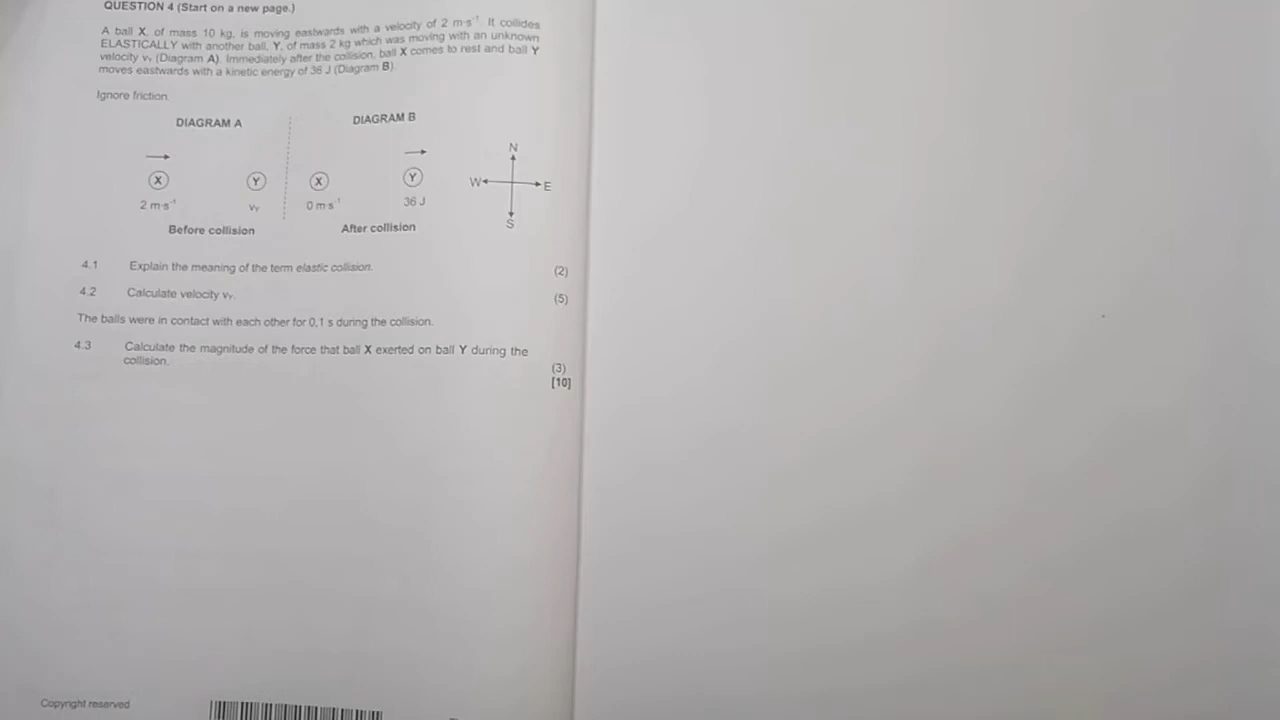 QUESTION 4 (Start on a new page.)
A ball X, of mass 10 kg, is moving eastwards with a velocity of 2 m·s⁻¹. It collides
ELASTICALLY with another ball, Y, of mass 2 kg which was moving with an unknown
velocity vᵧ (Diagram A). Immediately after the collision, ball X comes to rest and ball Y
moves eastwards with a kinetic energy of 36 J (Diagram B).
Ignore friction.
DIAGRAM A DIAGRAM B
N
X Y X Y W E
2 m·s⁻¹ vᵧ 0 m·s⁻¹ 36 J
S
Before collision After collision
4.1 Explain the meaning of the term elastic collision. (2)
4.2 Calculate velocity vᵧ. (5)
The balls were in contact with each other for 0,1 s during the collision.
4.3 Calculate the magnitude of the force that ball X exerted on ball Y during the
collision. (3)
[10]
Copyright reserved